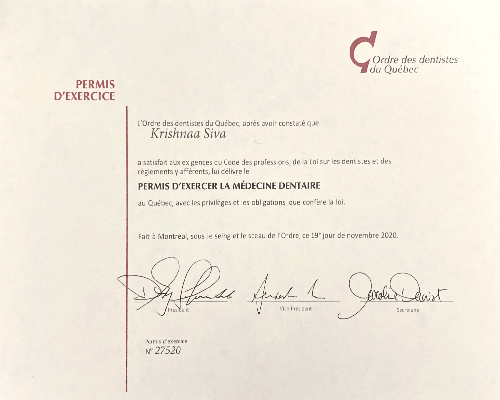 Ordre des dentistes
du Québec
PERMIS
D'EXERCICE
L'Ordre des dentistes du Québec, après avoir constaté que
Krishnaa Siva
a satisfait aux exigences du Code des professions, de la Loi sur les dentistes et des
règlements y afférents, lui délivre le
PERMIS D'EXERCER LA MÉDECINE DENTAIRE
au Québec, avec les privilèges et les obligations que confère la loi.
Fait à Montréal, sous le seing et le sceau de l'Ordre, ce 19e jour de novembre 2020.
Président
Vice-Président
Secrétaire
Permis d'exercice
N° 27520